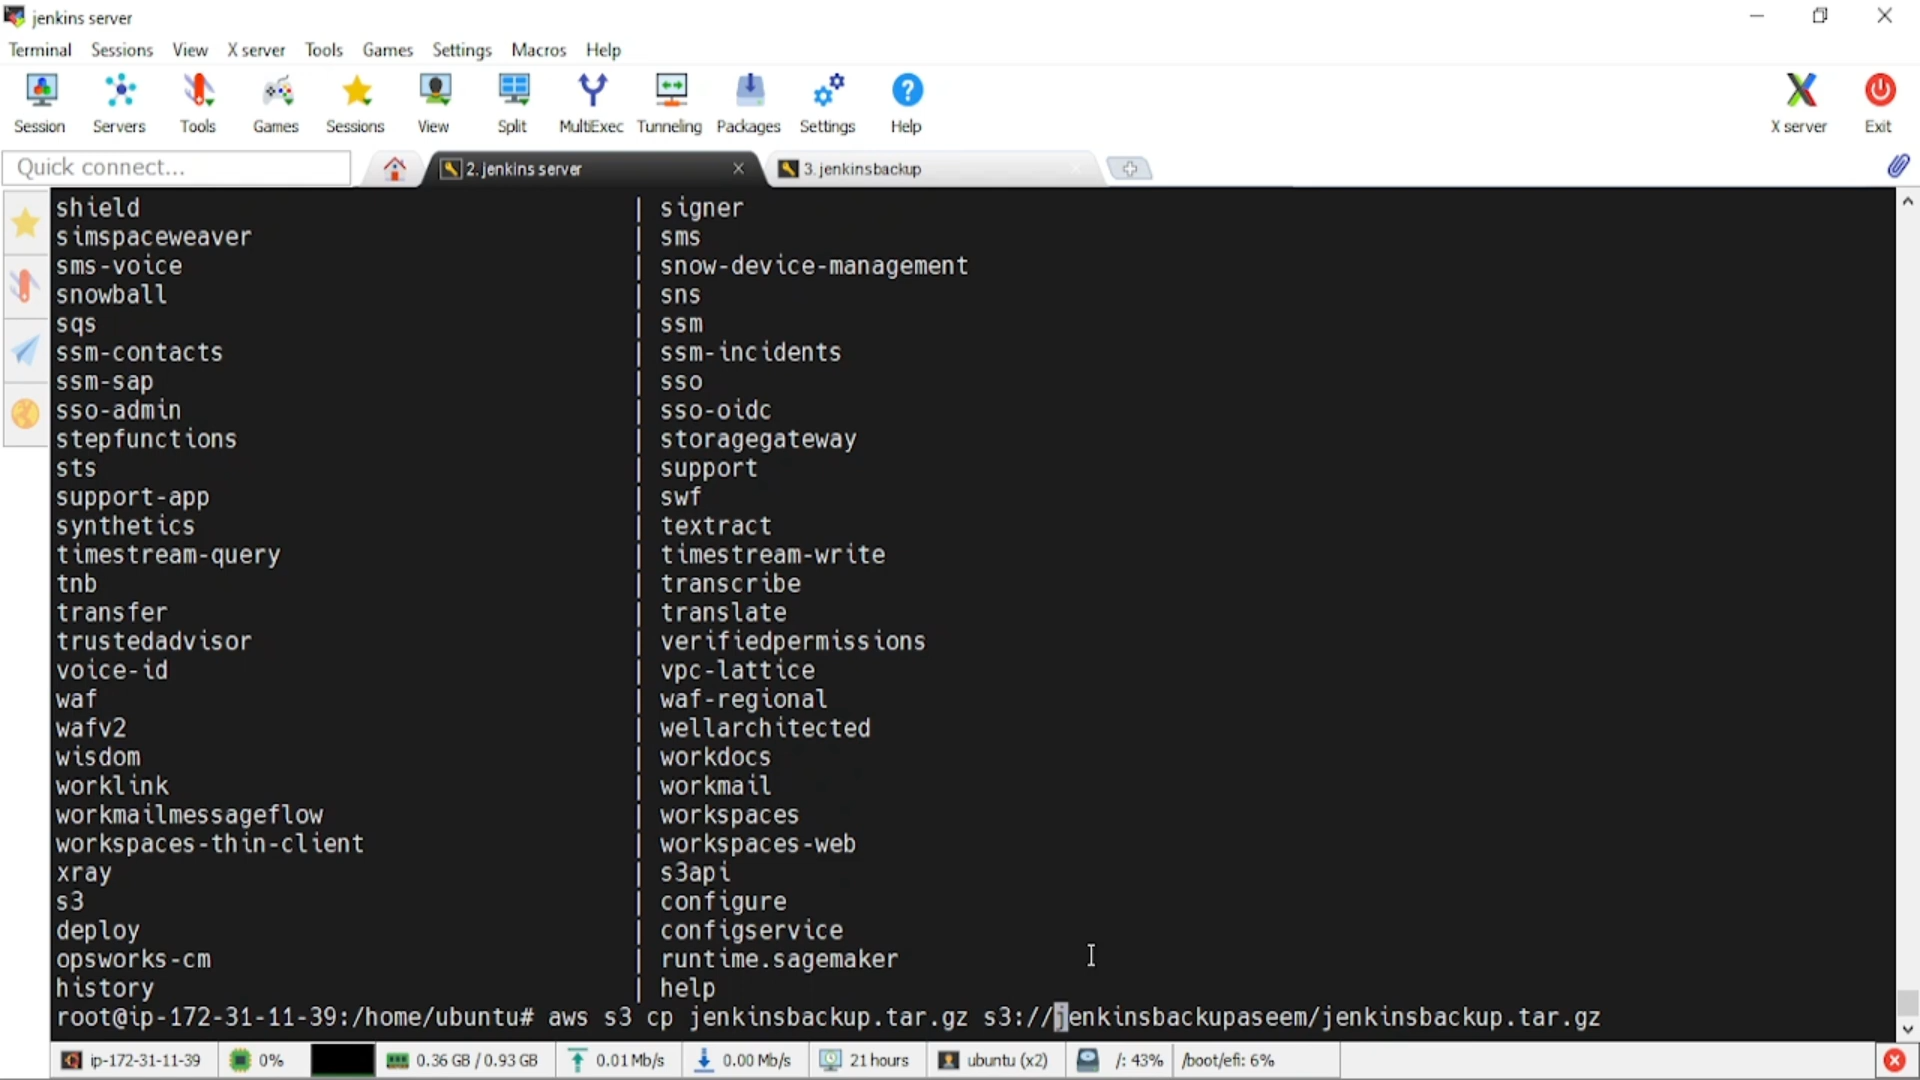 jenkins server
Terminal Sessions View X server Tools Games Settings Macros Help
Session Servers Tools Games Sessions View Split MultiExec Tunneling Packages Settings Help X server Exit
Quick connect... 2. jenkins server 3. jenkinsbackup
shield | signer
simspaceweaver | sms
sms-voice | snow-device-management
snowball | sns
sqs | ssm
ssm-contacts | ssm-incidents
ssm-sap | sso
sso-admin | sso-oidc
stepfunctions | storagegateway
sts | support
support-app | swf
synthetics | textract
timestream-query | timestream-write
tnb | transcribe
transfer | translate
trustedadvisor | verifiedpermissions
voice-id | vpc-lattice
waf | waf-regional
wafv2 | wellarchitected
wisdom | workdocs
worklink | workmail
workmailmessageflow | workspaces
workspaces-thin-client | workspaces-web
xray | s3api
s3 | configure
deploy | configservice
opsworks-cm | runtime.sagemaker
history | help
root@ip-172-31-11-39:/home/ubuntu# aws s3 cp jenkinsbackup.tar.gz s3://jenkinsbackupaseem/jenkinsbackup.tar.gz
ip-172-31-11-39 0% 0.36 GB / 0.93 GB 0.01 Mb/s 0.00 Mb/s 21 hours ubuntu (x2) /: 43% /boot/efi: 6%